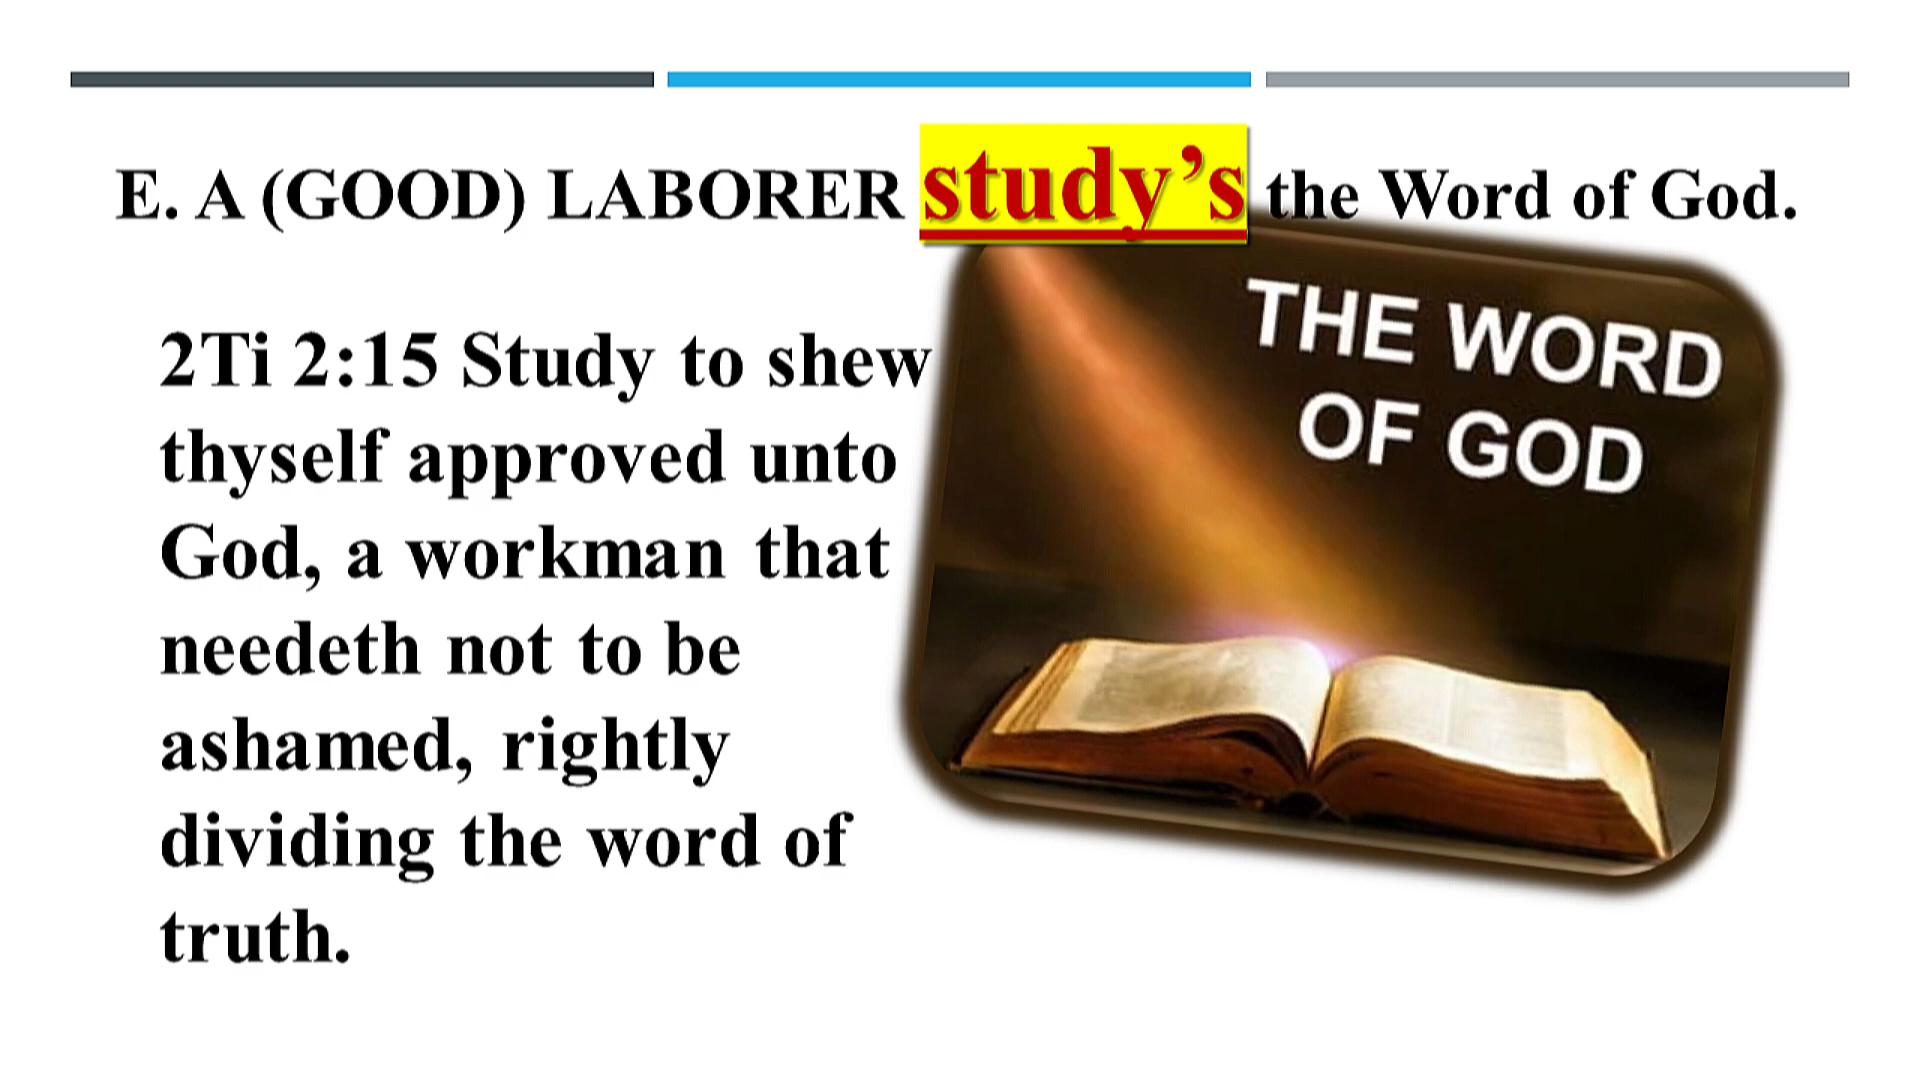 E. A (GOOD) LABORER study’s the Word of God.
2Ti 2:15 Study to shew
thyself approved unto
God, a workman that
needeth not to be
ashamed, rightly
dividing the word of
truth.
THE WORD
OF GOD